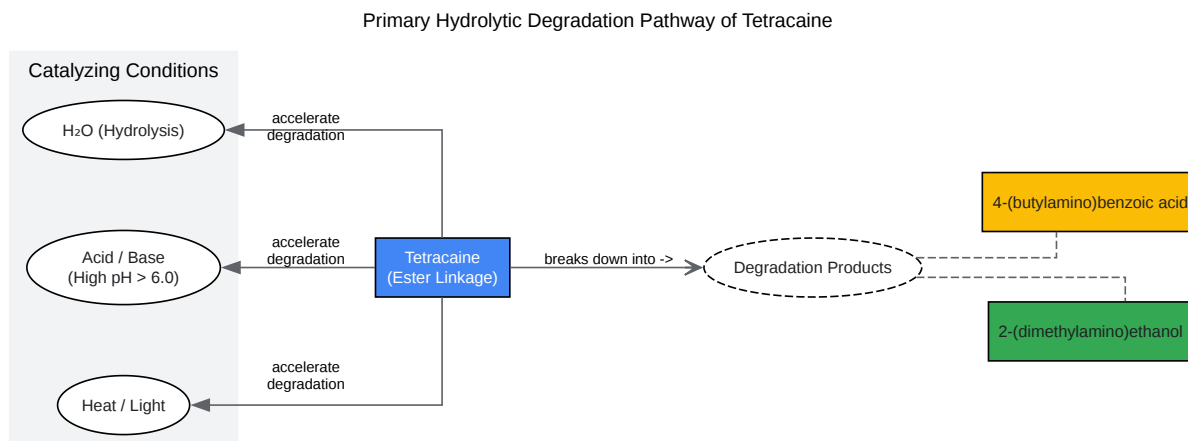 Primary Hydrolytic Degradation Pathway of Tetracaine
Catalyzing Conditions
H₂O (Hydrolysis)
accelerate
degradation
4-(butylamino)benzoic acid
Acid / Base
(High pH > 6.0)
accelerate
degradation
Tetracaine
(Ester Linkage)
breaks down into ->
Degradation Products
2-(dimethylamino)ethanol
accelerate
degradation
Heat / Light